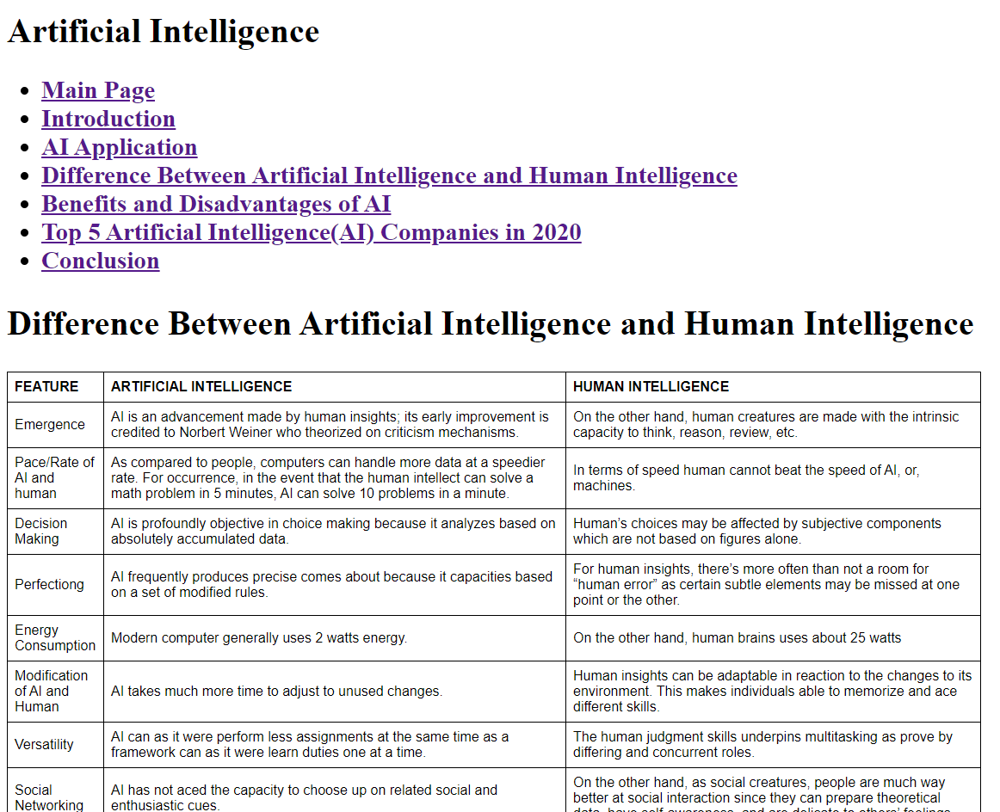 Artificial Intelligence
Main Page
Introduction
AI Application
Difference Between Artificial Intelligence and Human Intelligence
Benefits and Disadvantages of AI
Top 5 Artificial Intelligence(AI) Companies in 2020
Conclusion
Difference Between Artificial Intelligence and Human Intelligence
FEATURE
ARTIFICIAL INTELLIGENCE
HUMAN INTELLIGENCE
Emergence
AI is an advancement made by human insights; its early improvement is
credited to Norbert Weiner who theorized on criticism mechanisms.
On the other hand, human creatures are made with the intrinsic
capacity to think, reason, review, etc.
Pace/Rate of
AI and
human
As compared to people, computers can handle more data at a speedier
rate. For occurrence, in the event that the human intellect can solve a
math problem in 5 minutes, AI can solve 10 problems in a minute.
In terms of speed human cannot beat the speed of AI, or,
machines.
Decision
Making
AI is profoundly objective in choice making because it analyzes based on
absolutely accumulated data.
Human’s choices may be affected by subjective components
which are not based on figures alone.
Perfectiong
AI frequently produces precise comes about because it capacities based
on a set of modified rules.
For human insights, there’s more often than not a room for
“human error” as certain subtle elements may be missed at one
point or the other.
Energy
Consumption
Modern computer generally uses 2 watts energy.
On the other hand, human brains uses about 25 watts
Modification
of AI and
Human
AI takes much more time to adjust to unused changes.
Human insights can be adaptable in reaction to the changes to its
environment. This makes individuals able to memorize and ace
different skills.
Versatility
AI can as it were perform less assignments at the same time as a
framework can as it were learn duties one at a time.
The human judgment skills underpins multitasking as prove by
differing and concurrent roles.
Social
Networking
AI has not aced the capacity to choose up on related social and
enthusiastic cues.
On the other hand, as social creatures, people are much way
better at social interaction since they can prepare theoretical
data, have self-awareness, and are delicate to others’ feelings.